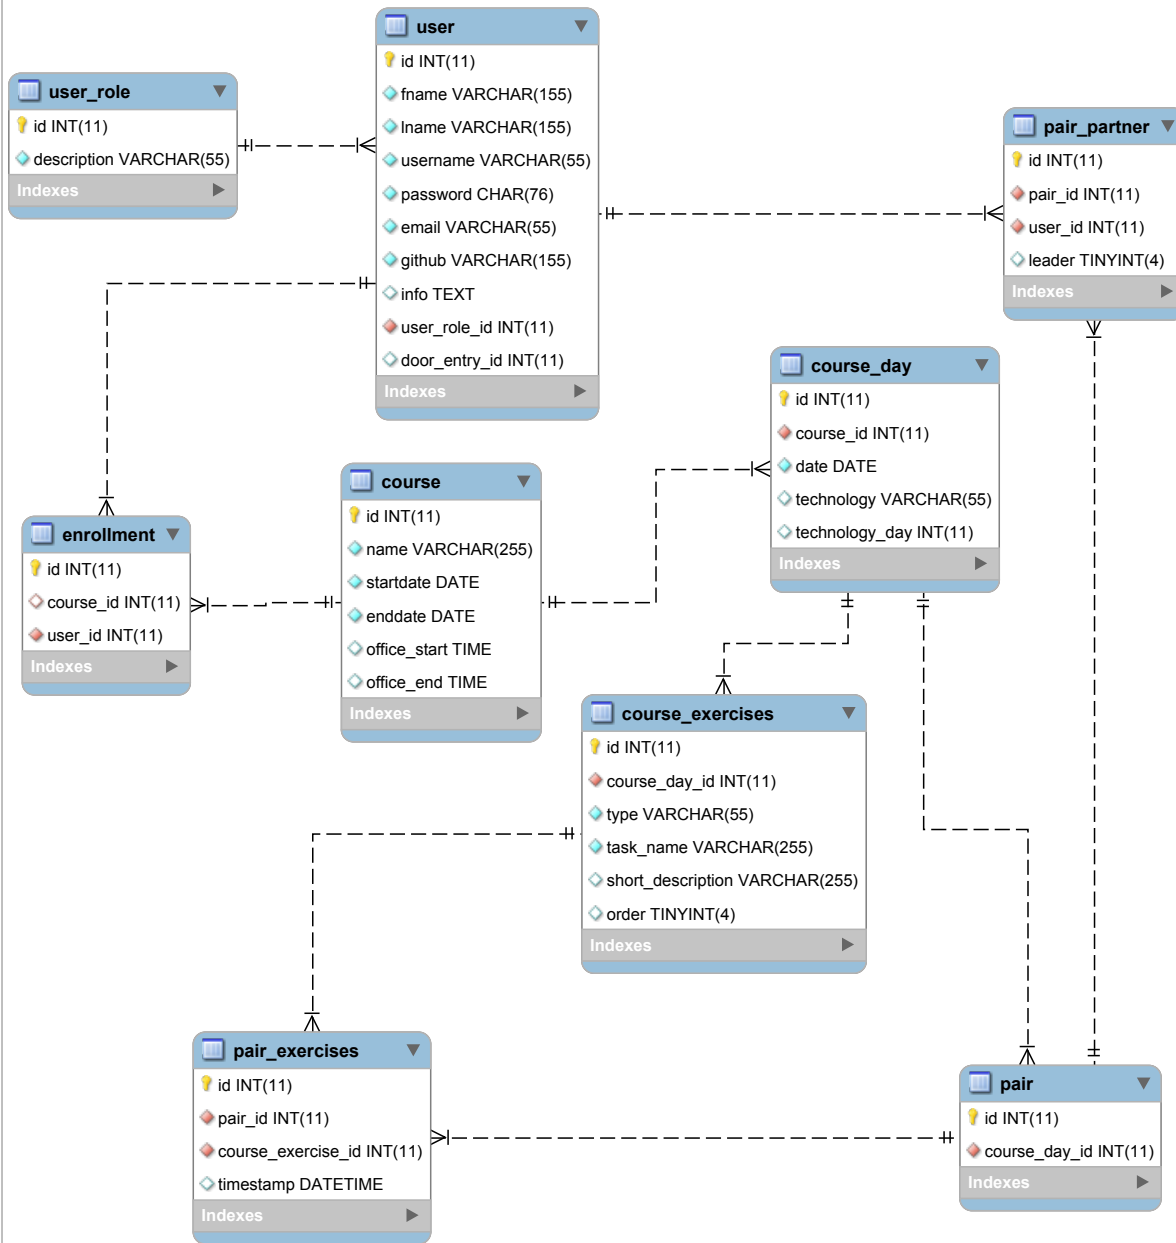 user
id INT(11)
fname VARCHAR(155)
lname VARCHAR(155)
username VARCHAR(55)
password CHAR(76)
email VARCHAR(55)
github VARCHAR(155)
info TEXT
user_role_id INT(11)
door_entry_id INT(11)
Indexes
user_role
id INT(11)
description VARCHAR(55)
Indexes
pair_partner
id INT(11)
pair_id INT(11)
user_id INT(11)
leader TINYINT(4)
Indexes
course_day
id INT(11)
course_id INT(11)
date DATE
technology VARCHAR(55)
technology_day INT(11)
Indexes
course
id INT(11)
name VARCHAR(255)
startdate DATE
enddate DATE
office_start TIME
office_end TIME
Indexes
enrollment
id INT(11)
course_id INT(11)
user_id INT(11)
Indexes
course_exercises
id INT(11)
course_day_id INT(11)
type VARCHAR(55)
task_name VARCHAR(255)
short_description VARCHAR(255)
order TINYINT(4)
Indexes
pair_exercises
id INT(11)
pair_id INT(11)
course_exercise_id INT(11)
timestamp DATETIME
Indexes
pair
id INT(11)
course_day_id INT(11)
Indexes